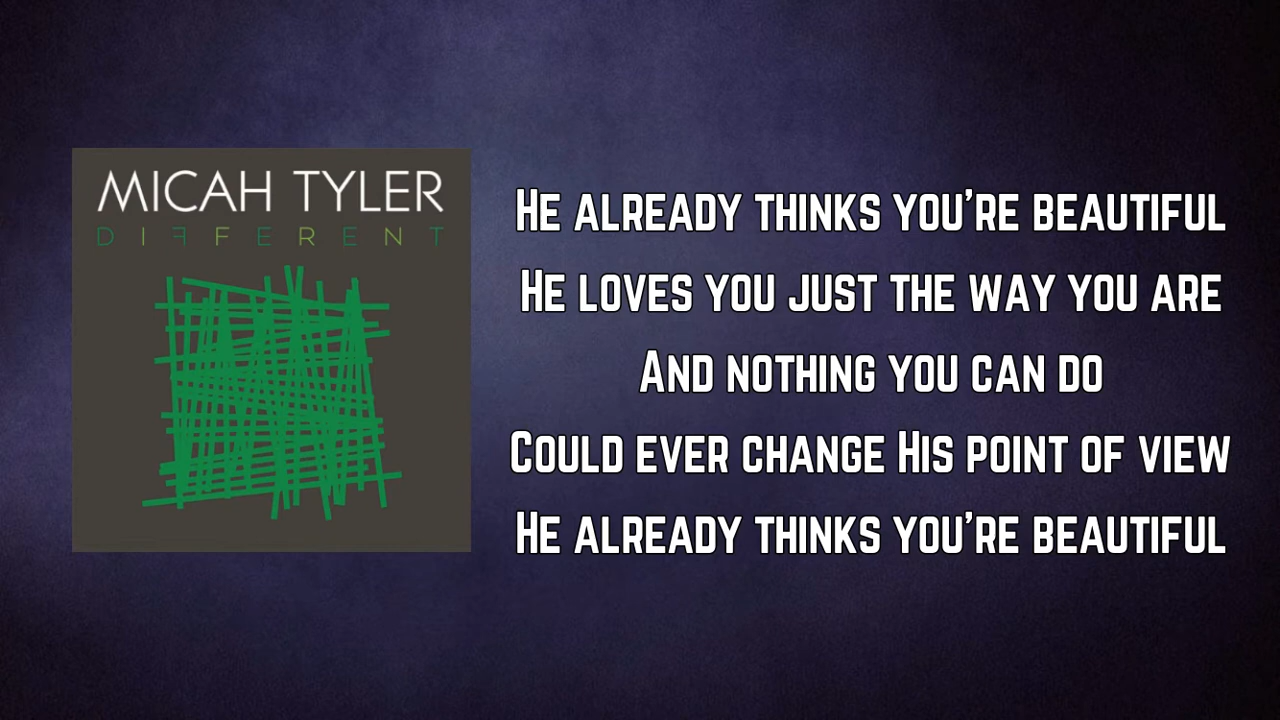 MICAH TYLER
DIFFERENT
He already thinks you're beautiful
He loves you just the way you are
And nothing you can do
Could ever change His point of view
He already thinks you're beautiful